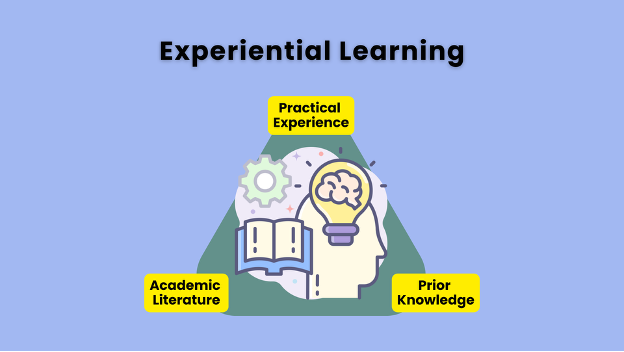 Experiential Learning
Practical
Experience
Academic
Literature
Prior
Knowledge